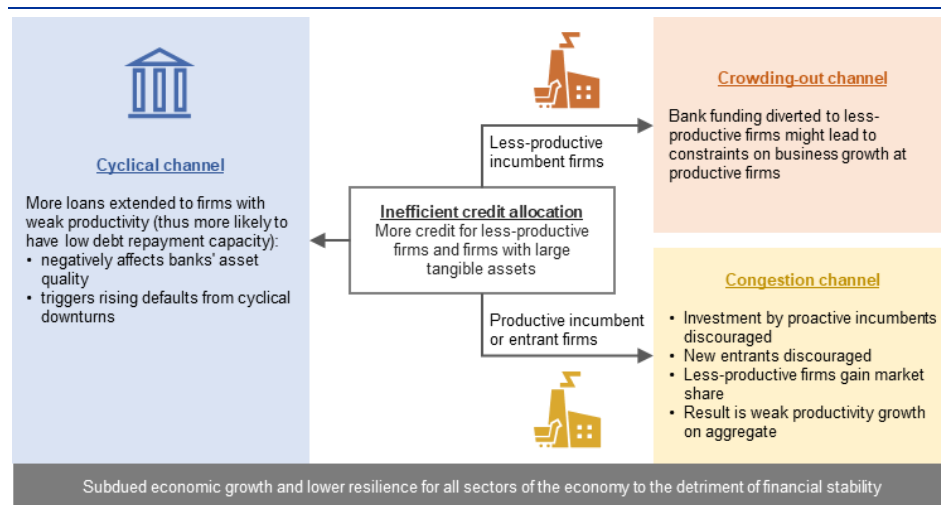 Cyclical channel
More loans extended to firms with
weak productivity (thus more likely to
have low debt repayment capacity):
• negatively affects banks' asset
quality
• triggers rising defaults from cyclical
downturns
Less-productive
incumbent firms
Inefficient credit allocation
More credit for less-productive
firms and firms with large
tangible assets
Productive incumbent
or entrant firms
Crowding-out channel
Bank funding diverted to less-
productive firms might lead to
constraints on business growth at
productive firms
Congestion channel
• Investment by proactive incumbents
discouraged
• New entrants discouraged
• Less-productive firms gain market
share
• Result is weak productivity growth
on aggregate
Subdued economic growth and lower resilience for all sectors of the economy to the detriment of financial stability